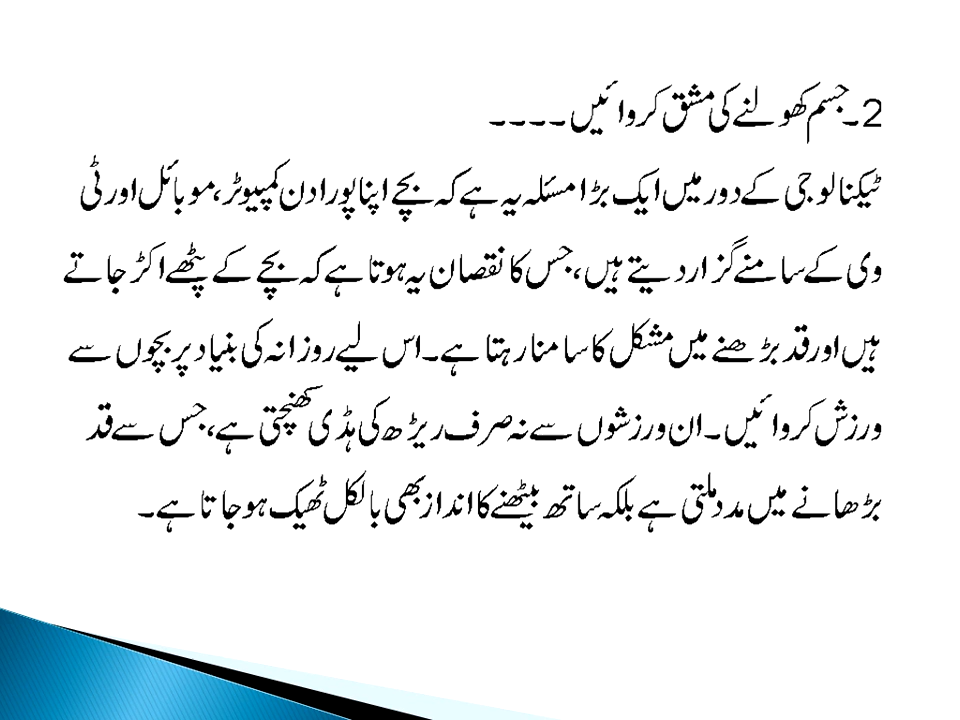 2۔جسم کھولنے کی مشق کروائیں۔۔۔۔
ٹیکنالوجی کے دور میں ایک بڑا مسئلہ یہ ہے کہ بچے اپنا پورا دن کمپیوٹر، موبائل اور ٹی
وی کے سامنے گزار دیتے ہیں، جس کا نقصان یہ ہوتا ہے کہ بچے کے پٹھے اکڑ جاتے
ہیں اور قد بڑھنے میں مشکل کا سامنا رہتا ہے۔اس لیے روزانہ کی بنیاد پر بچوں سے
ورزش کروائیں۔ ان ورزشوں سے نہ صرف ریڑھ کی ہڈی کھنچتی ہے، جس سے قد
بڑھانے میں مدد ملتی ہے بلکہ ساتھ بیٹھنے کا انداز بھی بالکل ٹھیک ہو جاتا ہے۔